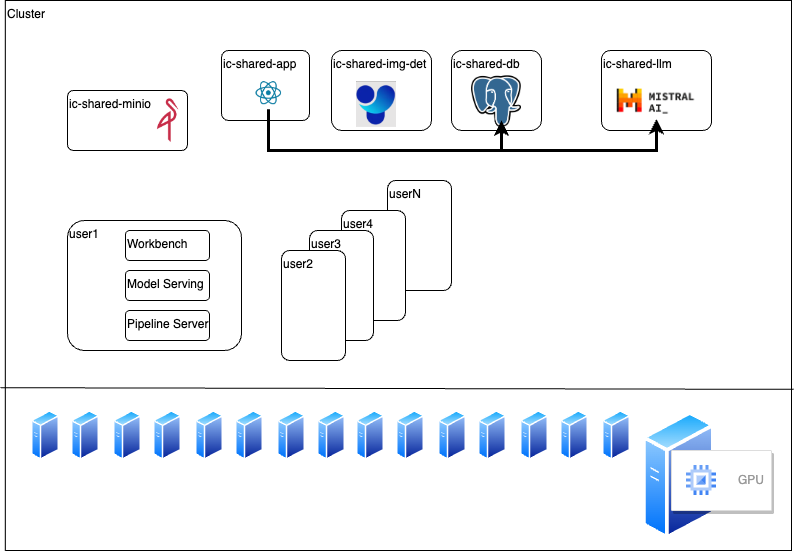 Cluster
ic-shared-app
ic-shared-img-det
ic-shared-db
ic-shared-llm
ic-shared-minio
MISTRAL
AI_
userN
user4
user1
Workbench
user3
user2
Model Serving
Pipeline Server
GPU